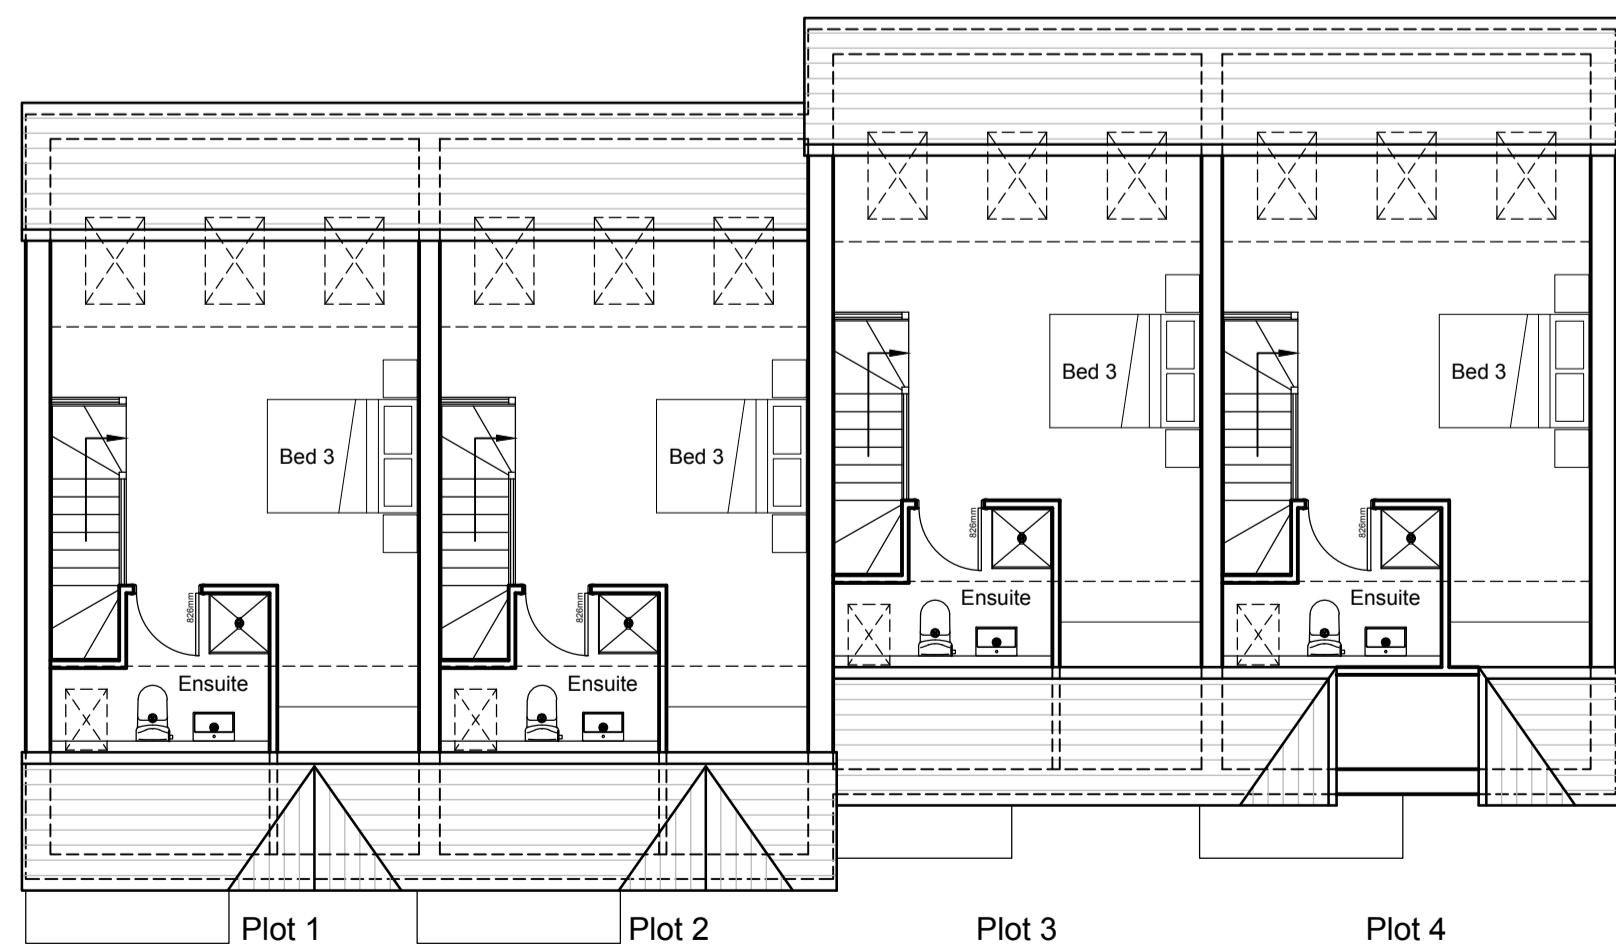 Bed 3
Bed 3
Bed 3
Bed 3
826mm
826mm
826mm
826mm
Ensuite
Ensuite
Ensuite
Ensuite
Plot 1
Plot 2
Plot 3
Plot 4